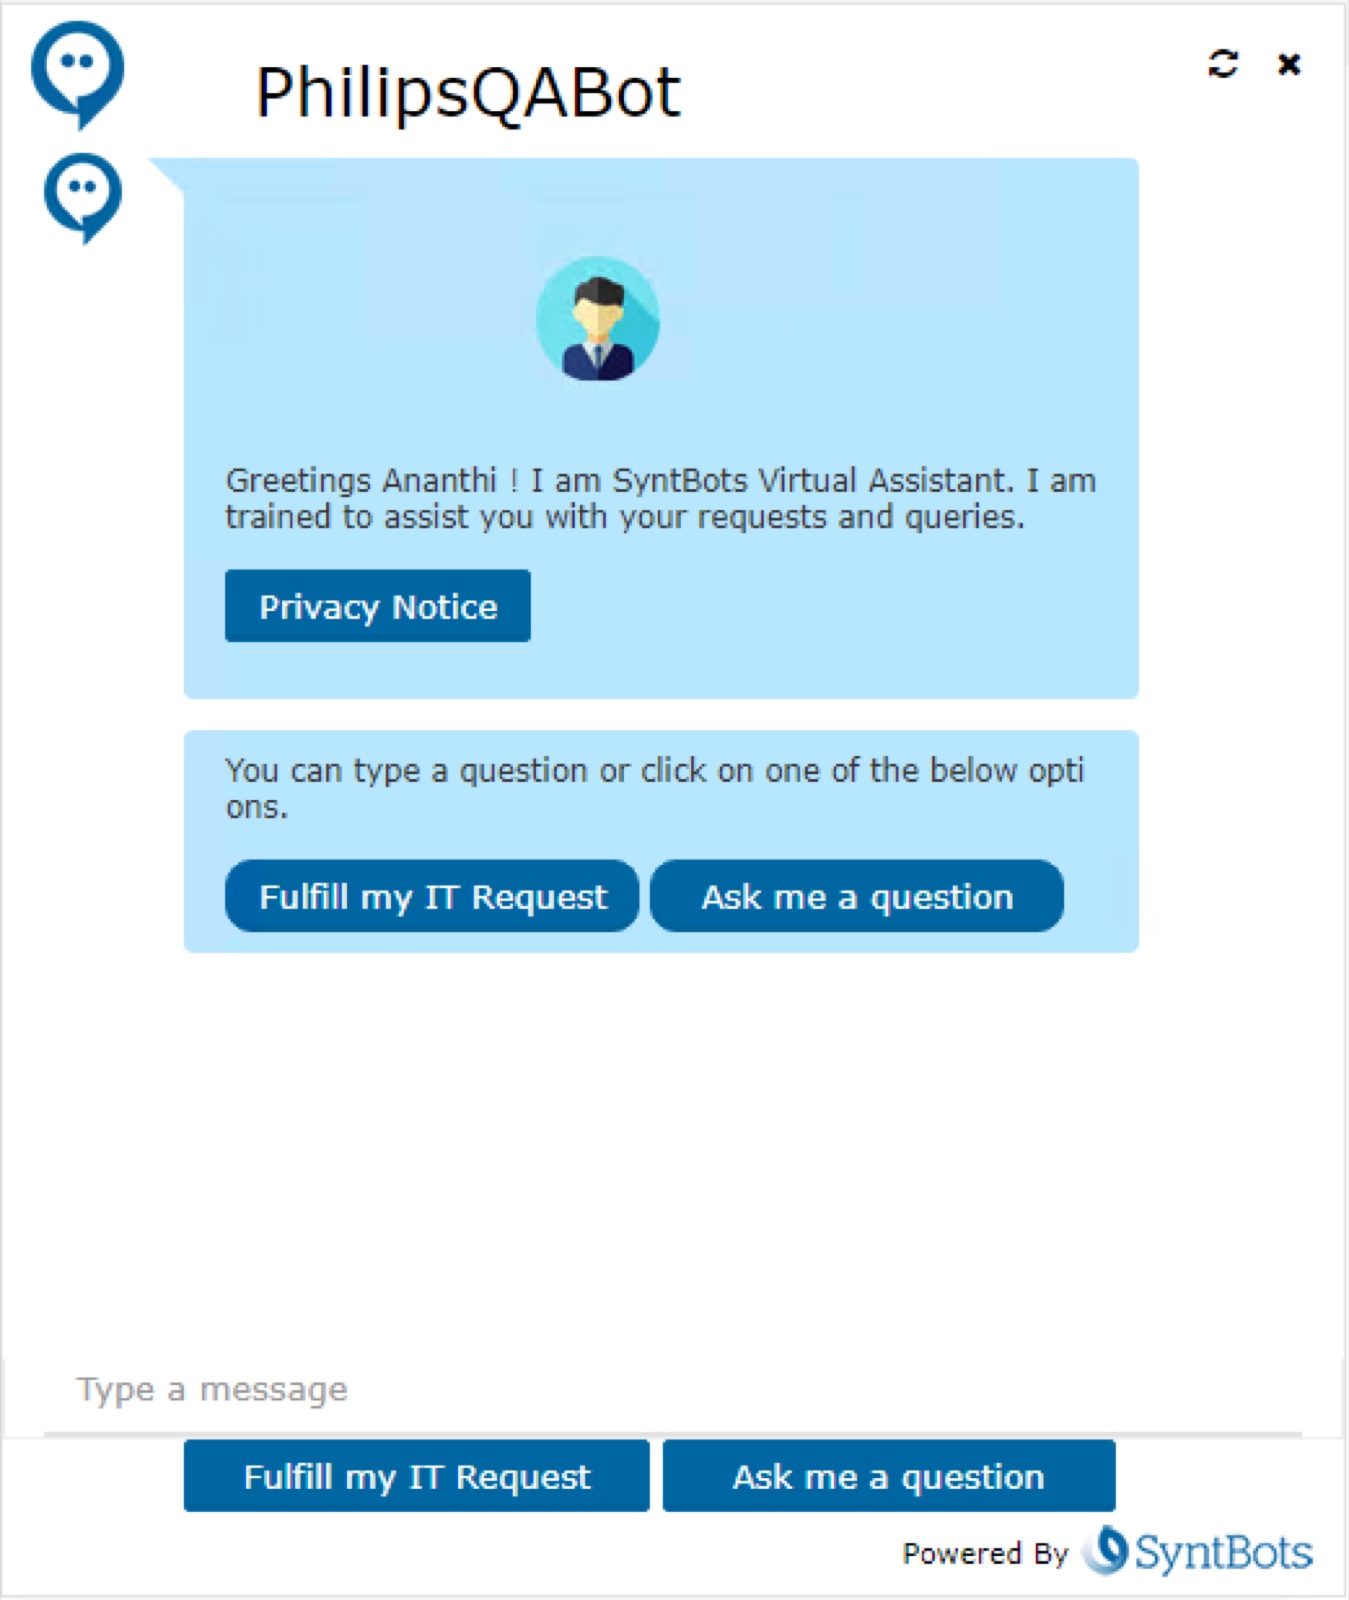 PhilipsQABot
Greetings Ananthi ! I am SyntBots Virtual Assistant. I am
trained to assist you with your requests and queries.
Privacy Notice
You can type a question or click on one of the below opti
ons.
Fulfill my IT Request Ask me a question
Type a message
Fulfill my IT Request Ask me a question
Powered By SyntBots